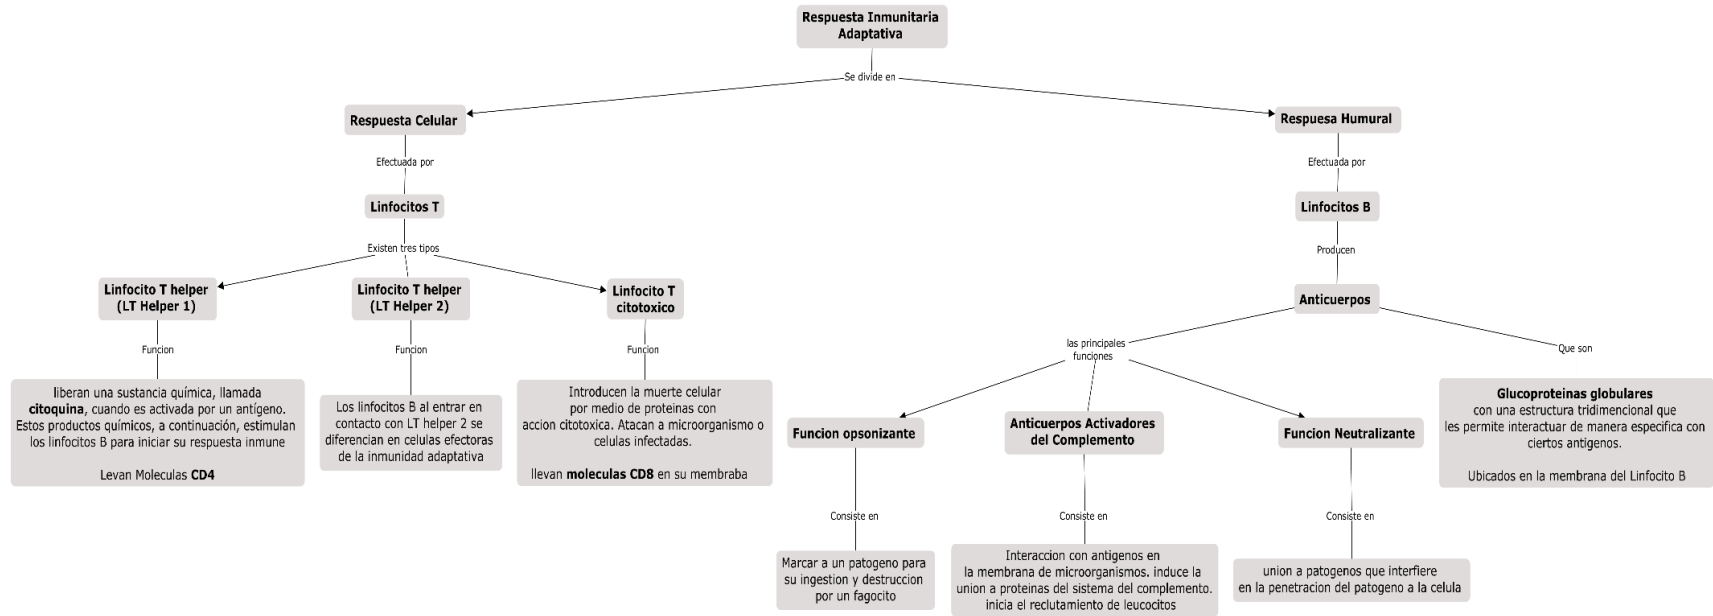 Respuesta Inmunitaria
Adaptativa
Se divide en
Respuesta Celular
Respuesa Humural
Efectuada por
Efectuada por
Linfocitos T
Linfocitos B
Existen tres tipos
Producen
Linfocito T helper
(LT Helper 1)
Linfocito T helper
(LT Helper 2)
Linfocito T
citotoxico
Anticuerpos
Funcion
Funcion
Funcion
las principales
funciones
Que son
liberan una sustancia química, llamada
citoquina, cuando es activada por un antígeno.
Estos productos químicos, a continuación, estimulan
los linfocitos B para iniciar su respuesta inmune
Levan Moleculas CD4
Los linfocitos B al entrar en
contacto con LT helper 2 se
diferencian en celulas efectoras
de la inmunidad adaptativa
Introducen la muerte celular
por medio de proteinas con
accion citotoxica. Atacan a microorganismo o
celulas infectadas.
llevan moleculas CD8 en su membraba
Funcion opsonizante
Anticuerpos Activadores
del Complemento
Funcion Neutralizante
Glucoproteinas globulares
con una estructura tridimencional que
les permite interactuar de manera especifica con
ciertos antigenos.
Ubicados en la membrana del Linfocito B
Consiste en
Consiste en
Consiste en
Marcar a un patogeno para
su ingestion y destruccion
por un fagocito
Interaccion con antigenos en
la membrana de microorganismos. induce la
union a proteinas del sistema del complemento.
inicia el reclutamiento de leucocitos
union a patogenos que interfiere
en la penetracion del patogeno a la celula